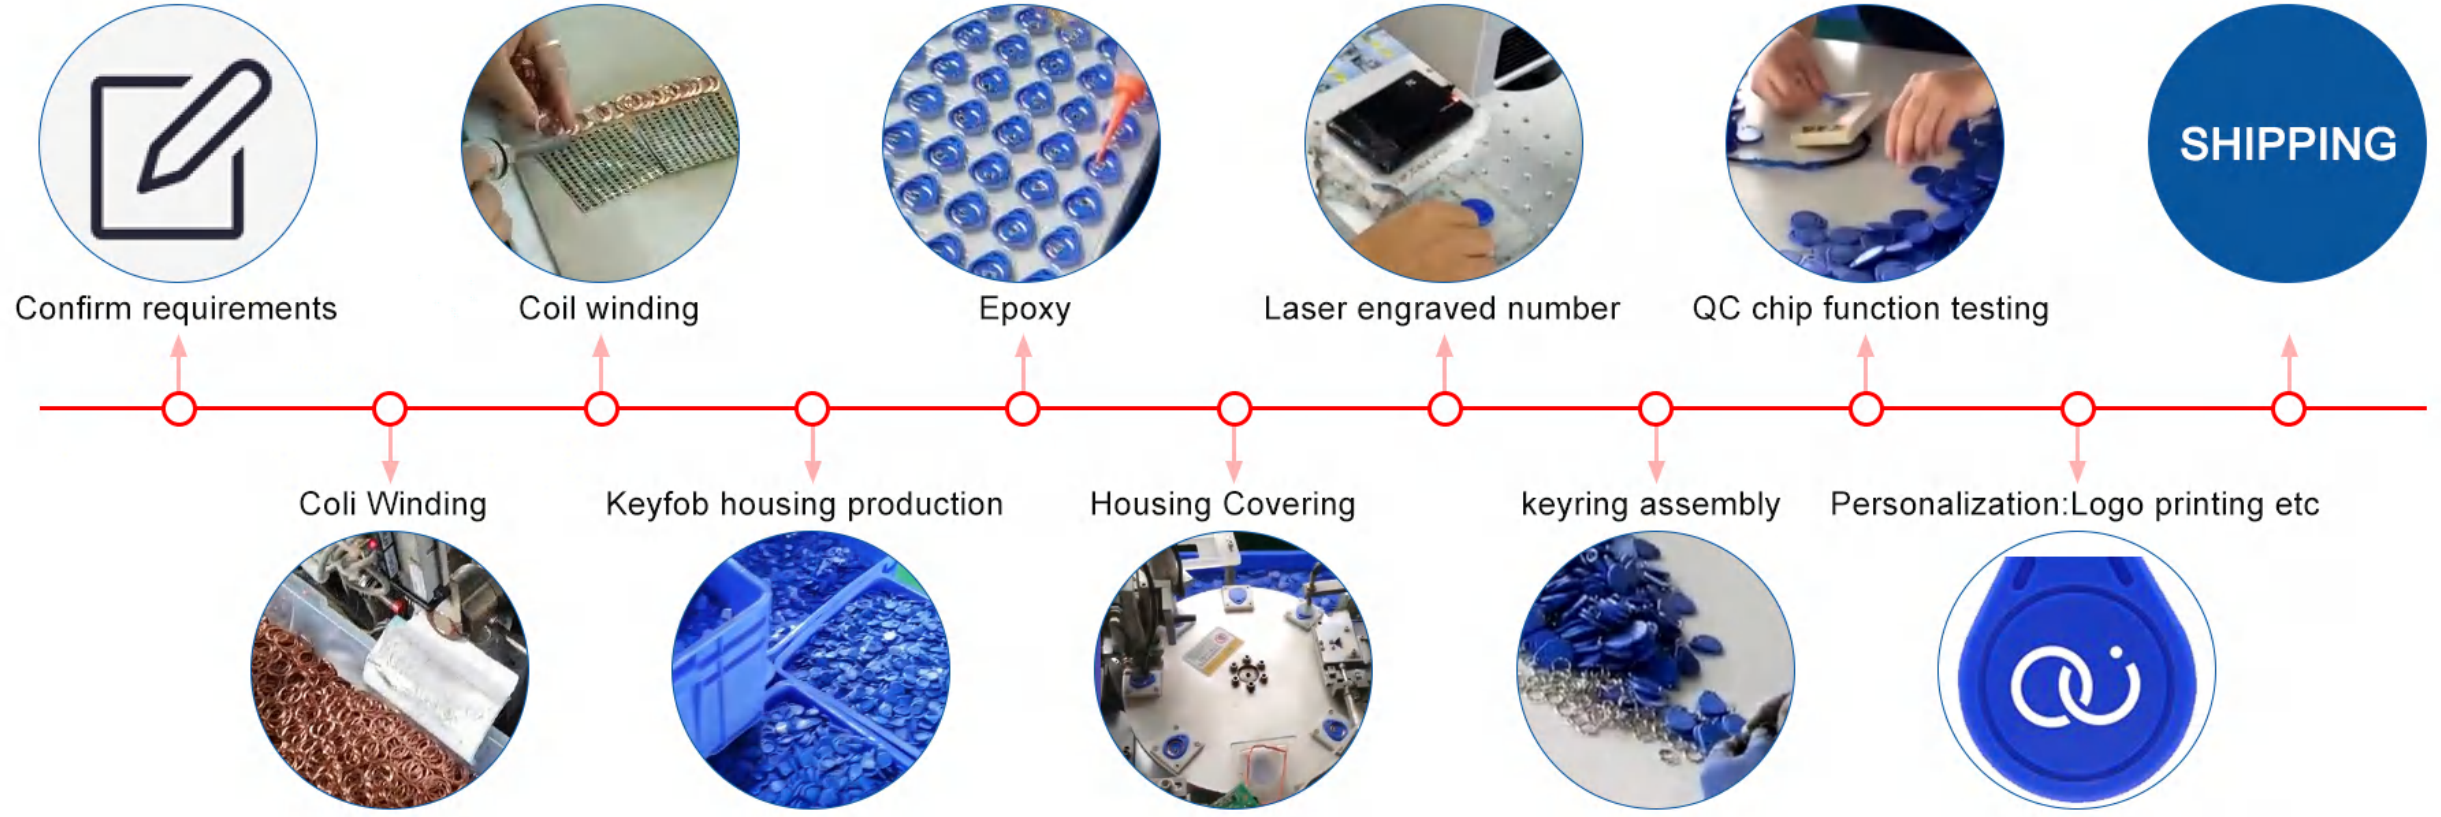 SHIPPING
Confirm requirements
Coil winding
Epoxy
Laser engraved number
QC chip function testing
Coli Winding
Keyfob housing production
Housing Covering
keyring assembly
Personalization:Logo printing etc